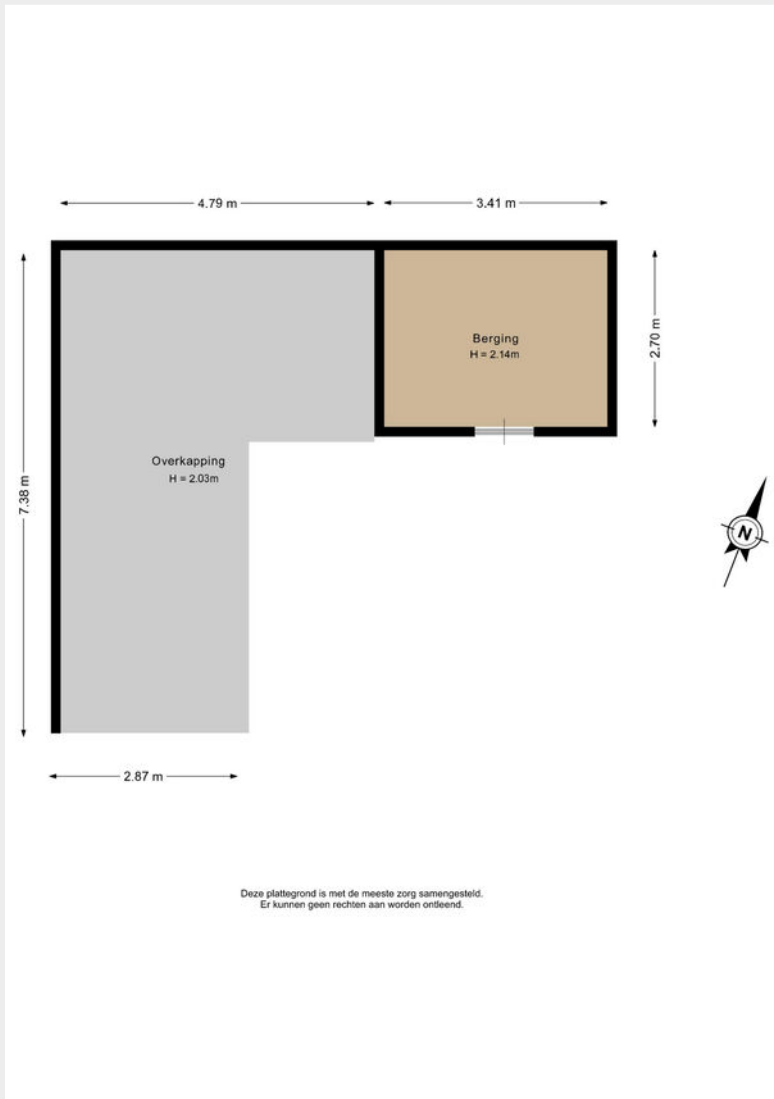 4.79 m
3.41 m
7.38 m
2.70 m
Berging
H = 2.14m
Overkapping
H = 2.03m
N
2.87 m
Deze plattegrond is met de meeste zorg samengesteld.
Er kunnen geen rechten aan worden ontleend.